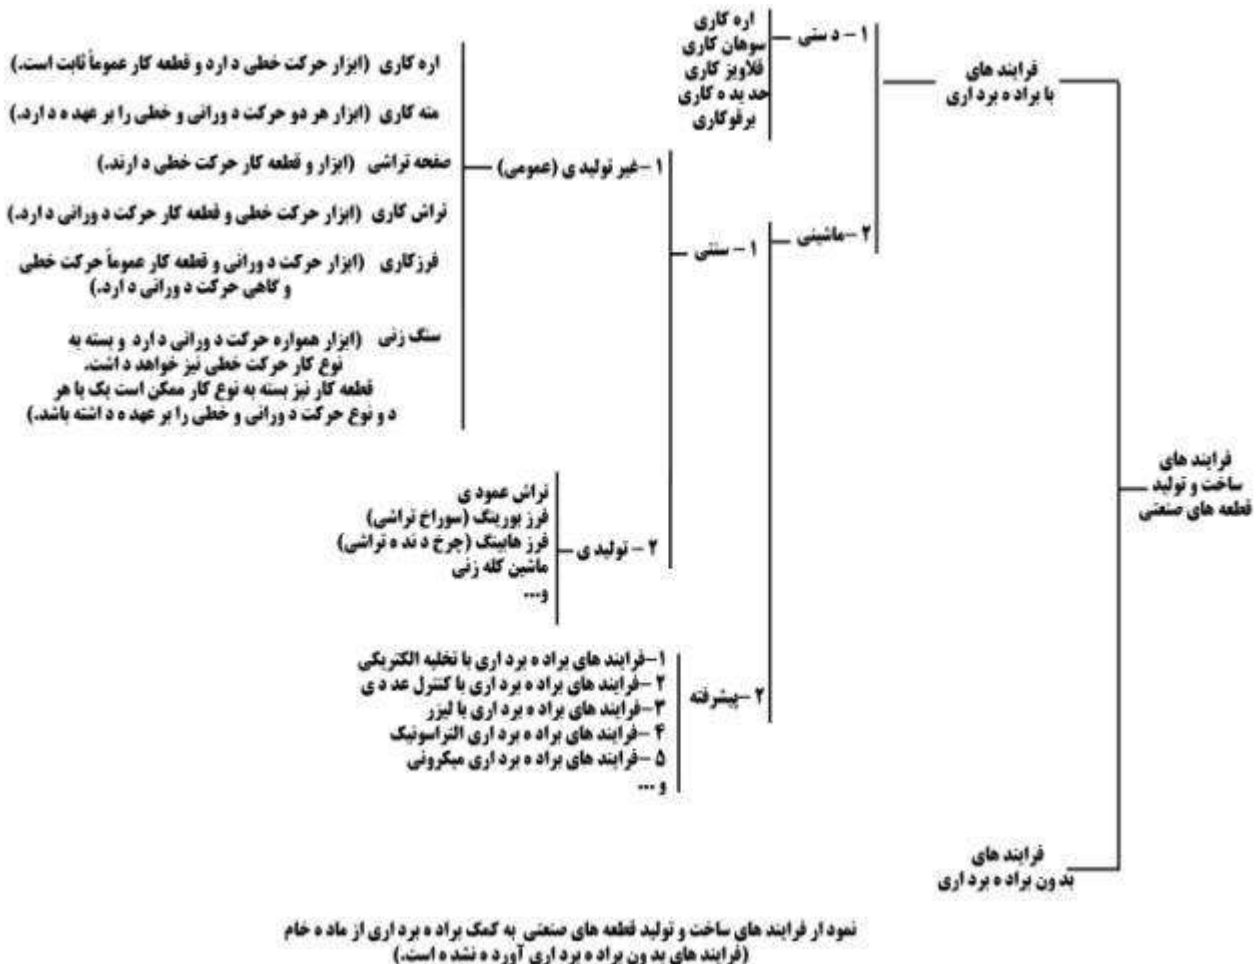 فرایند های
ساخت و تولید
قطعه های صنعتی
فرایند های
با براده برداری
۱- دستی
اره کاری
سوهان کاری
قلاویز کاری
حدیده کاری
برقوکاری
۲-ماشینی
۱- سنتی
۱-غیر تولیدی (عمومی)
اره کاری (ابزار حرکت خطی دارد و قطعه کار عموماً ثابت است.)
مته کاری (ابزار هر دو حرکت دورانی و خطی را بر عهده دارد.)
صفحه تراشی (ابزار و قطعه کار حرکت خطی دارند.)
تراش کاری (ابزار حرکت خطی و قطعه کار حرکت دورانی دارد.)
فرزکاری (ابزار حرکت دورانی و قطعه کار عموماً حرکت خطی
و گاهی حرکت دورانی دارد.)
سنگ زنی (ابزار همواره حرکت دورانی دارد و بسته به
نوع کار حرکت خطی نیز خواهد داشت.
قطعه کار نیز بسته به نوع کار ممکن است یک یا هر
دو نوع حرکت دورانی و خطی را بر عهده داشته باشد.)
۲- تولیدی
تراش عمودی
فرز بورینگ (سوراخ تراشی)
فرز هابینگ (چرخ دنده تراشی)
ماشین کله زنی
و...
۲-پیشرفته
۱-فرایند های براده برداری با تخلیه الکتریکی
۲-فرایند های براده برداری با کنترل عددی
۳-فرایند های براده برداری با لیزر
۴-فرایند های براده برداری التراسونیک
۵-فرایند های براده برداری میکرونی
و ...
فرایند های
بدون براده برداری
نمودار فرایند های ساخت و تولید قطعه های صنعتی به کمک براده برداری از ماده خام
(فرایند های بدون براده برداری آورده نشده است.)